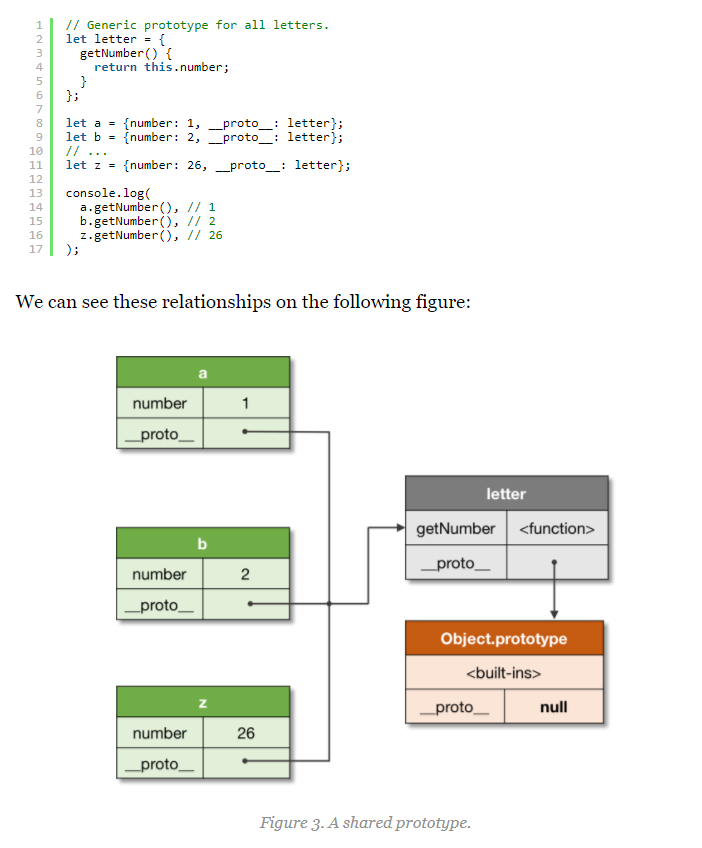 1 // Generic prototype for all letters.
2 let letter = {
3   getNumber() {
4     return this.number;
5   }
6 };
7
8 let a = {number: 1, __proto__: letter};
9 let b = {number: 2, __proto__: letter};
10 // ...
11 let z = {number: 26, __proto__: letter};
12
13 console.log(
14   a.getNumber(), // 1
15   b.getNumber(), // 2
16   z.getNumber(), // 26
17 );
We can see these relationships on the following figure:
a
number 1
__proto__
b
number 2
__proto__
z
number 26
__proto__
letter
getNumber <function>
__proto__
Object.prototype
<built-ins>
__proto__ null
Figure 3. A shared prototype.